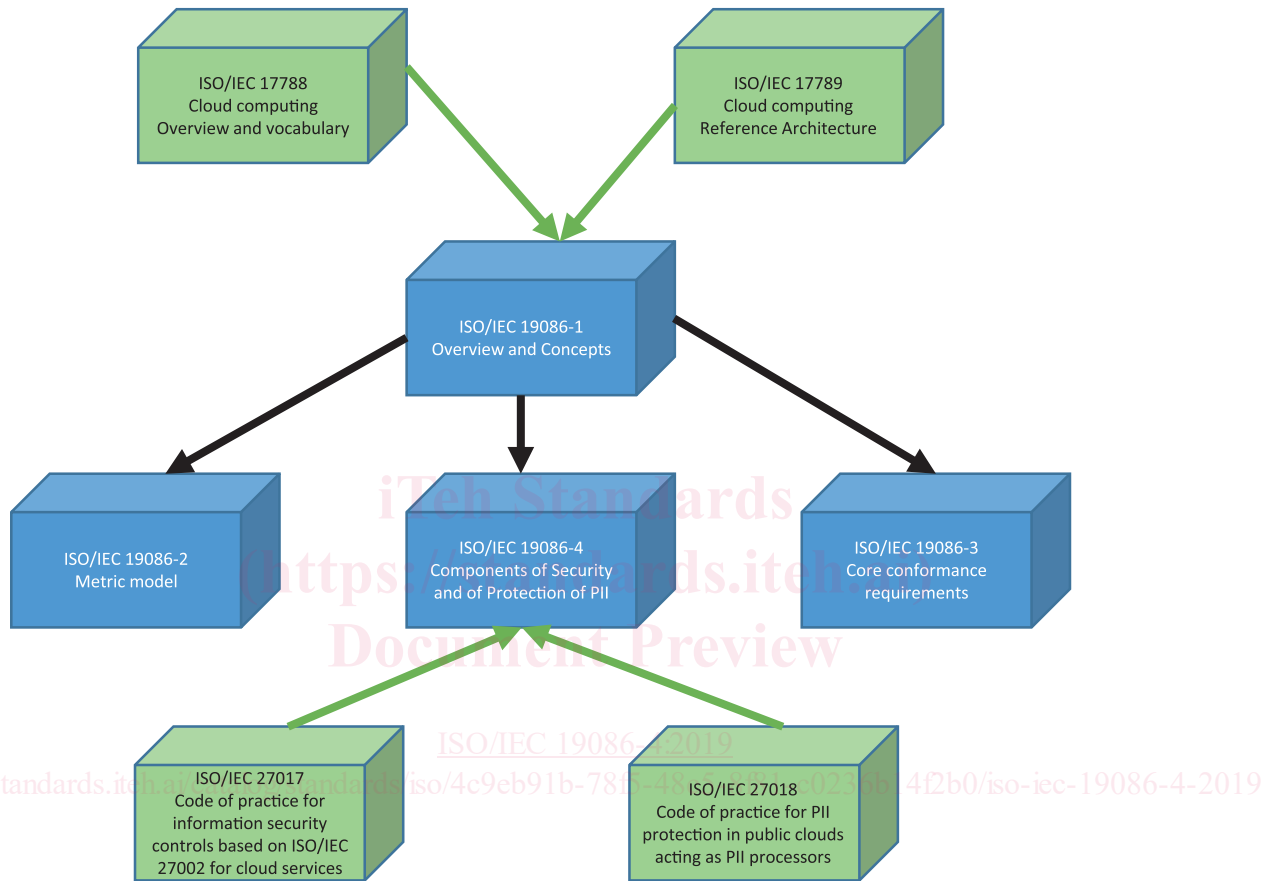 ISO/IEC 17788
Cloud computing
Overview and vocabulary
ISO/IEC 17789
Cloud computing
Reference Architecture
ISO/IEC 19086-1
Overview and Concepts
ISO/IEC 19086-2
Metric model
ISO/IEC 19086-4
Components of Security
and of Protection of PII
ISO/IEC 19086-3
Core conformance
requirements
iTeh Standards
(https://standards.iteh.ai)
Document Preview
ISO/IEC 27017
Code of practice for
information security
controls based on ISO/IEC
27002 for cloud services
ISO/IEC 27018
Code of practice for PII
protection in public clouds
acting as PII processors
ISO/IEC 19086-4:2019